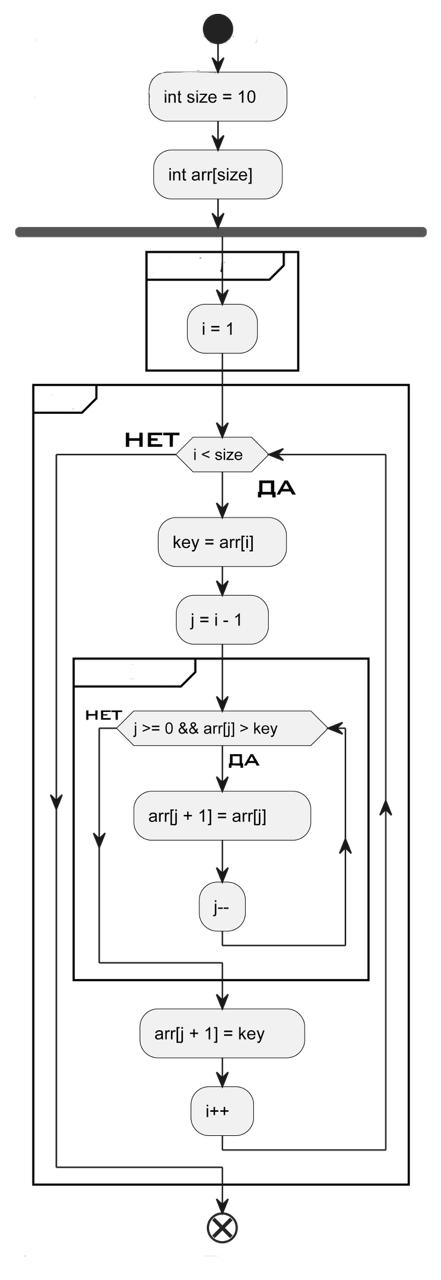 int size = 10
int arr[size]
i = 1
НЕТ
i < size
ДА
key = arr[i]
j = i - 1
НЕТ
j >= 0 && arr[j] > key
ДА
arr[j + 1] = arr[j]
j--
arr[j + 1] = key
i++